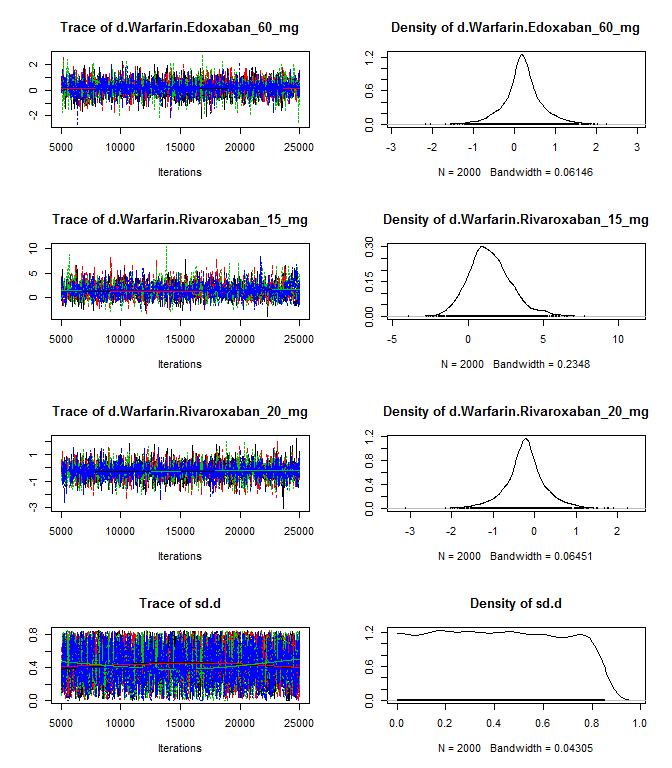 Trace of d.Warfarin.Edoxaban_60_mg
Density of d.Warfarin.Edoxaban_60_mg
2
0
-2
5000 10000 15000 20000 25000
Iterations
1.2
0.6
0.0
-3 -2 -1 0 1 2 3
N = 2000 Bandwidth = 0.06146
Trace of d.Warfarin.Rivaroxaban_15_mg
Density of d.Warfarin.Rivaroxaban_15_mg
10
5
0
5000 10000 15000 20000 25000
Iterations
0.30
0.15
0.00
-5 0 5 10
N = 2000 Bandwidth = 0.2348
Trace of d.Warfarin.Rivaroxaban_20_mg
Density of d.Warfarin.Rivaroxaban_20_mg
1
-1
-3
5000 10000 15000 20000 25000
Iterations
1.2
0.8
0.4
0.0
-3 -2 -1 0 1 2
N = 2000 Bandwidth = 0.06451
Trace of sd.d
Density of sd.d
0.8
0.4
0.0
5000 10000 15000 20000 25000
Iterations
1.2
0.6
0.0
0.0 0.2 0.4 0.6 0.8 1.0
N = 2000 Bandwidth = 0.04305